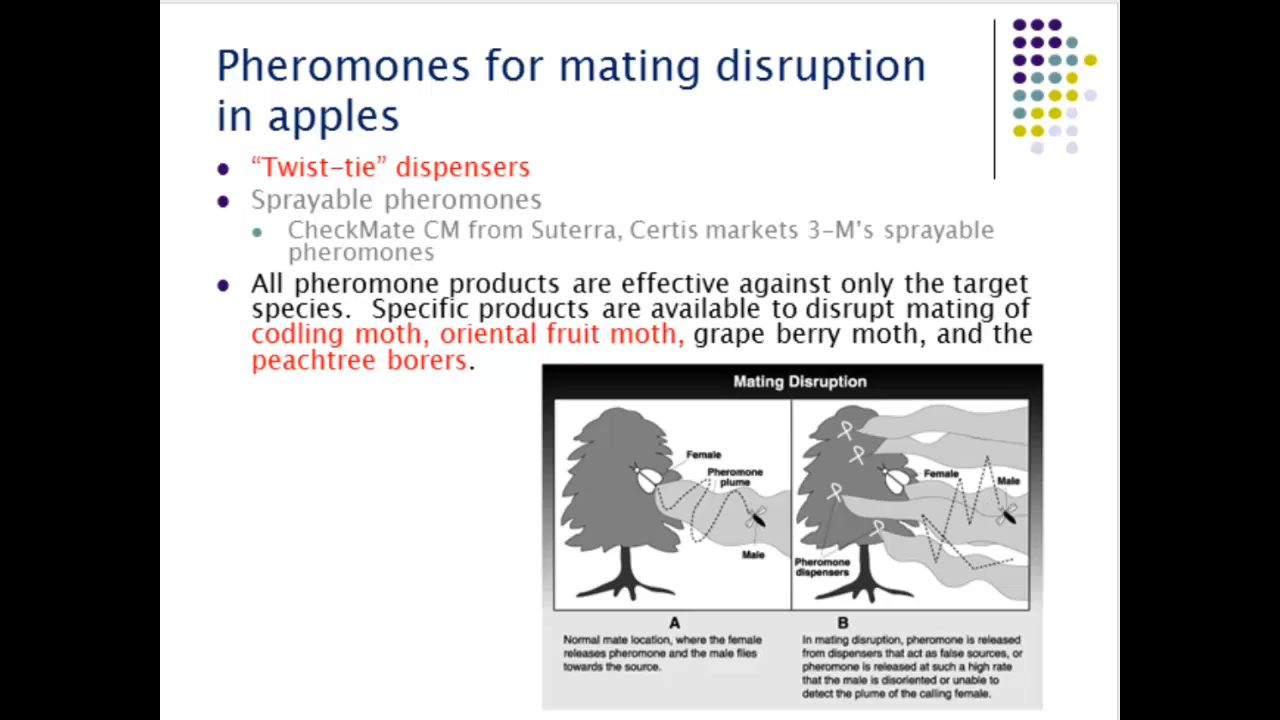 Pheromones for mating disruption
in apples
“Twist-tie” dispensers
Sprayable pheromones
CheckMate CM from Suterra, Certis markets 3-M’s sprayable
pheromones
All pheromone products are effective against only the target
species. Specific products are available to disrupt mating of
codling moth, oriental fruit moth, grape berry moth, and the
peachtree borers.
Mating Disruption
Female
Pheromone
plume
Male
Female
Male
Pheromone
dispensers
A
Normal mate location, where the female
releases pheromone and the male flies
towards the source.
B
In mating disruption, pheromone is released
from dispensers that act as false sources, or
pheromone is released at such a high rate
that the male is disoriented or unable to
detect the plume of the calling female.